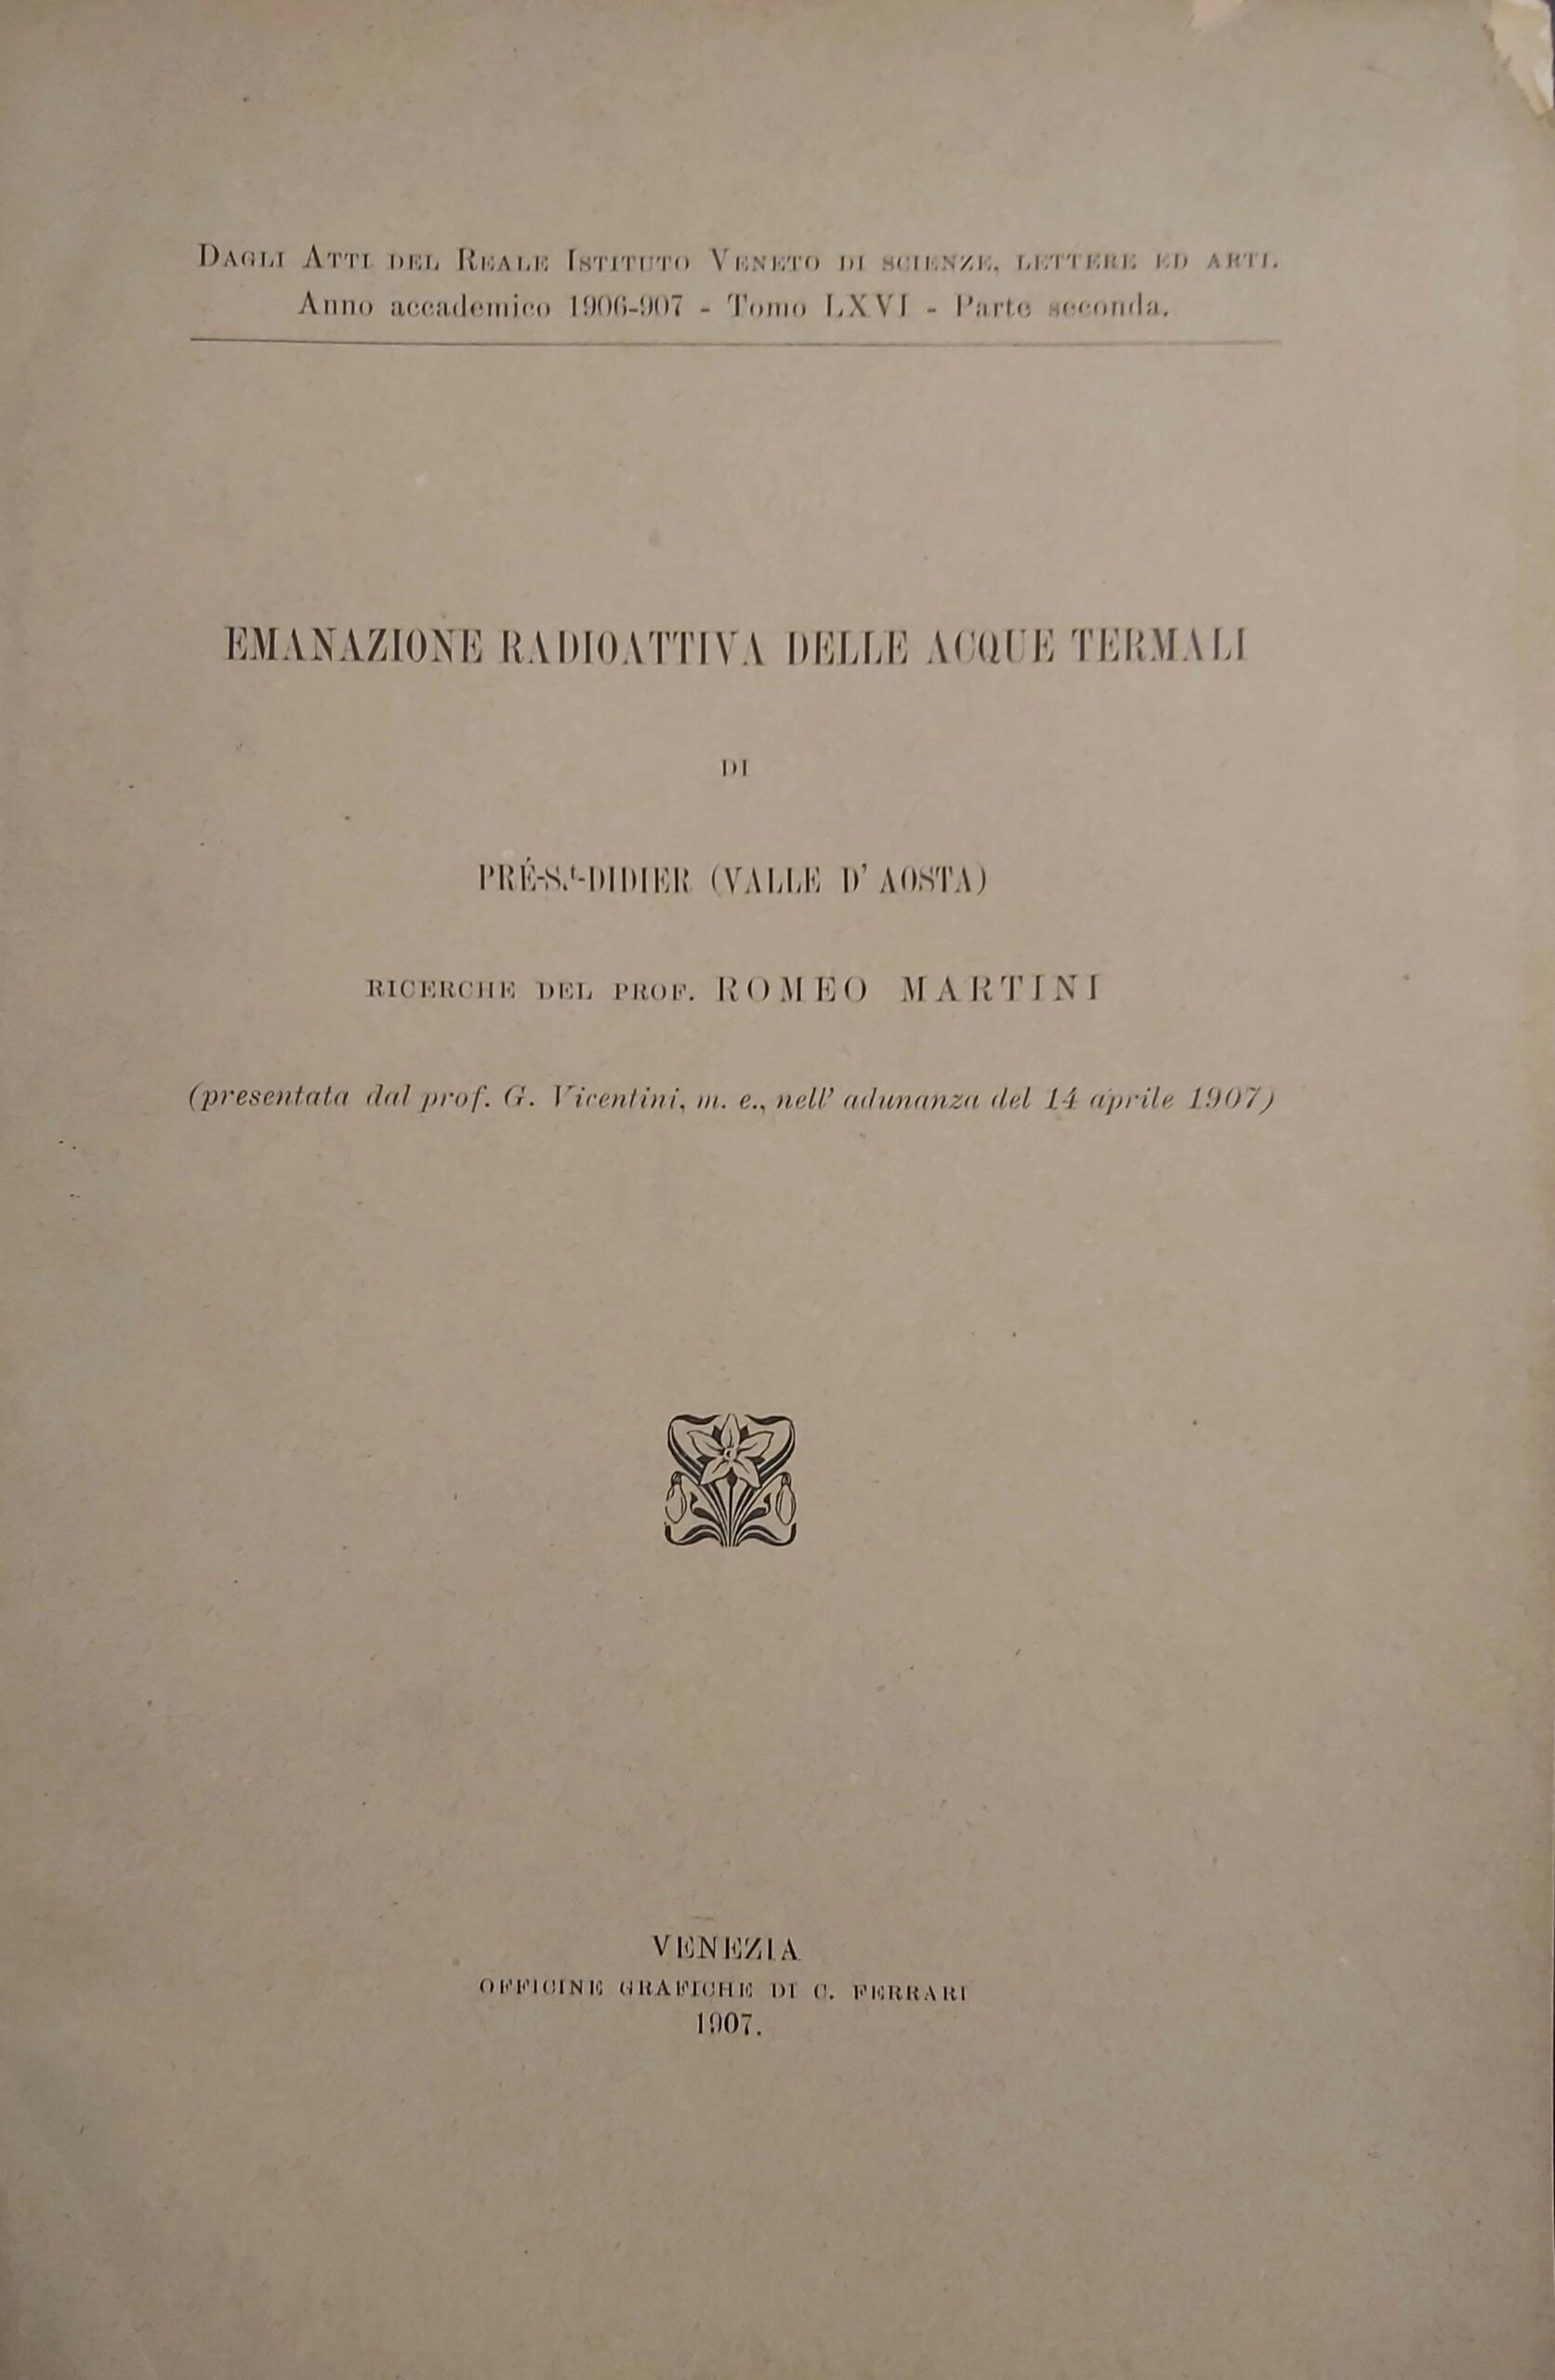 DAGLI ATTI DEL REALE ISTITUTO VENETO DI SCIENZE, LETTERE ED ARTI.
Anno accademico 1906-907 - Tomo LXVI - Parte seconda.
EMANAZIONE RADIOATTIVA DELLE ACQUE TERMALI
DI
PRÉ-S.t-DIDIER (VALLE D' AOSTA)
RICERCHE DEL PROF. ROMEO MARTINI
(presentata dal prof. G. Vicentini, m. e., nell' adunanza del 14 aprile 1907)
VENEZIA
OFFICINE GRAFICHE DI C. FERRARI
1907.